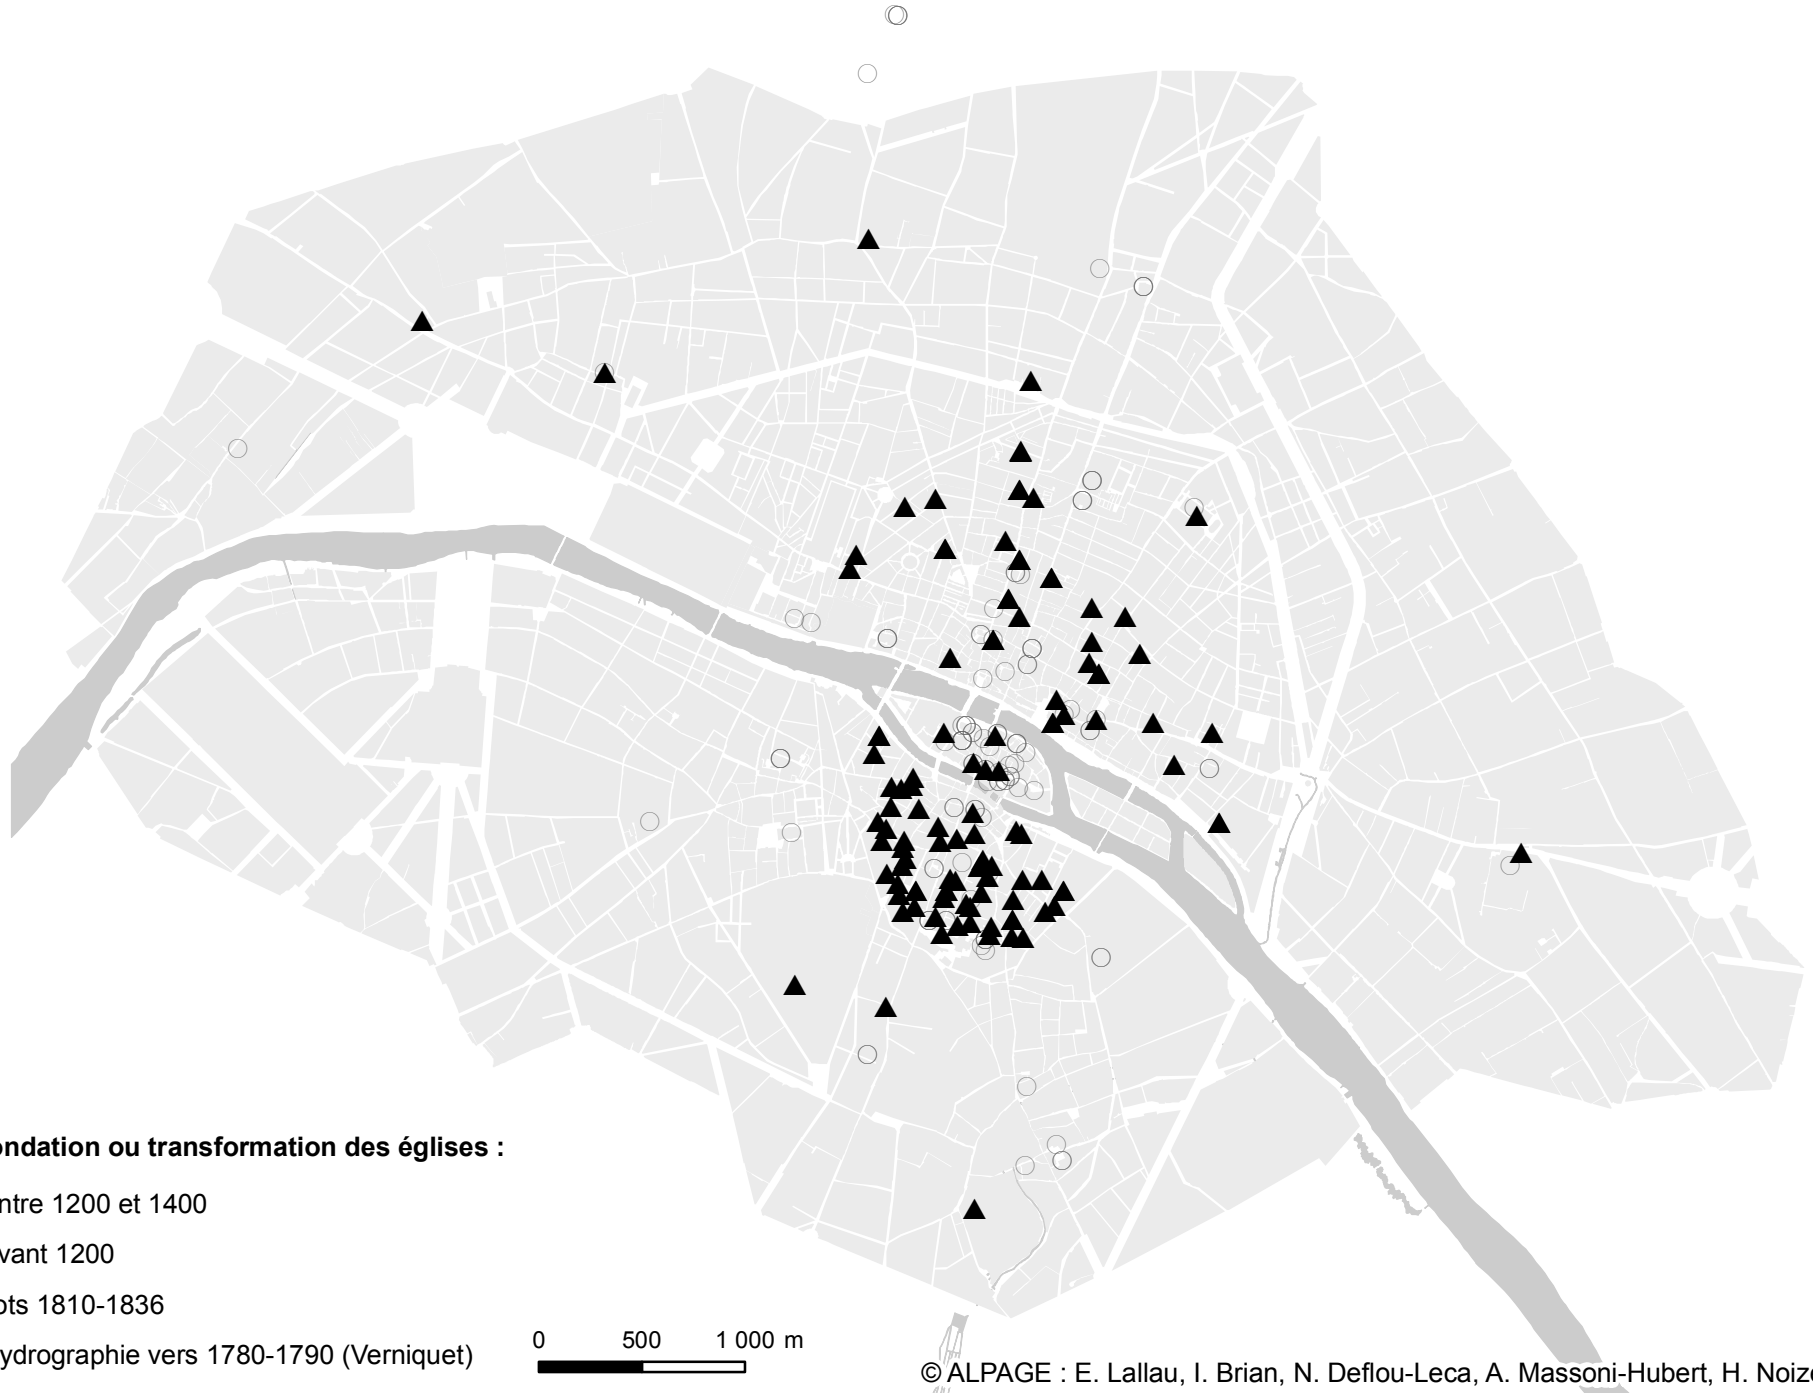 ondation ou transformation des églises :
ntre 1200 et 1400
vant 1200
ots 1810-1836
ydrographie vers 1780-1790 (Verniquet)
0 500 1 000 m
© ALPAGE : E. Lallau, I. Brian, N. Deflou-Leca, A. Massoni-Hubert, H. Noize